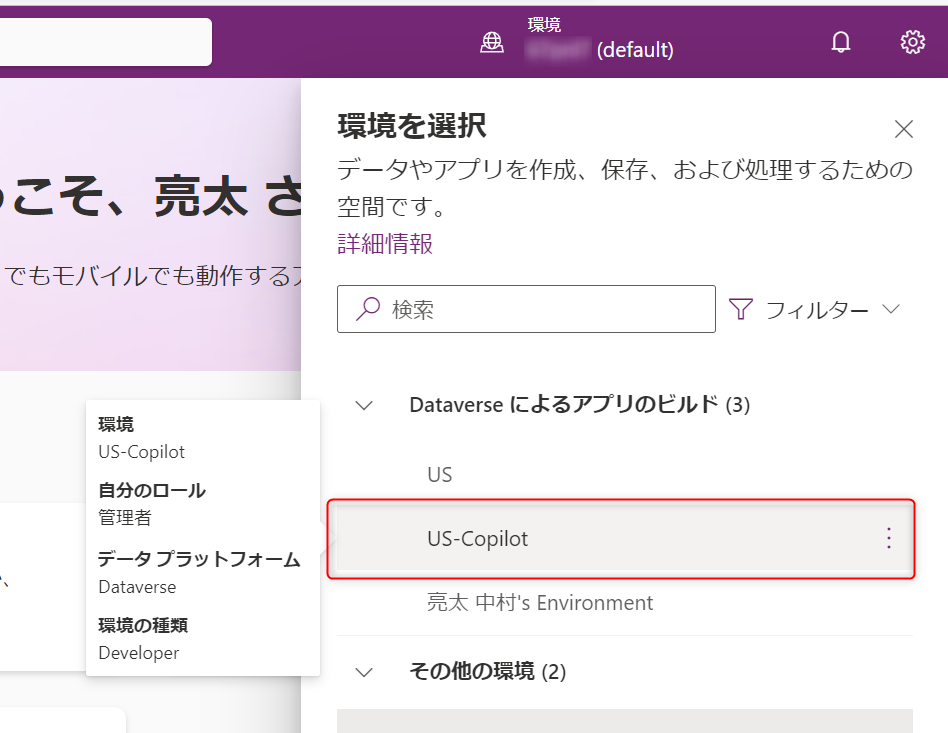 環境
(default)
環境を選択
データやアプリを作成、保存、および処理するための
空間です。
詳細情報
検索
フィルター
こそ、亮太 さ
でもモバイルでも動作する
Dataverse によるアプリのビルド (3)
US
US-Copilot
亮太 中村's Environment
その他の環境 (2)
環境
US-Copilot
自分のロール
管理者
データ プラットフォーム
Dataverse
環境の種類
Developer
、